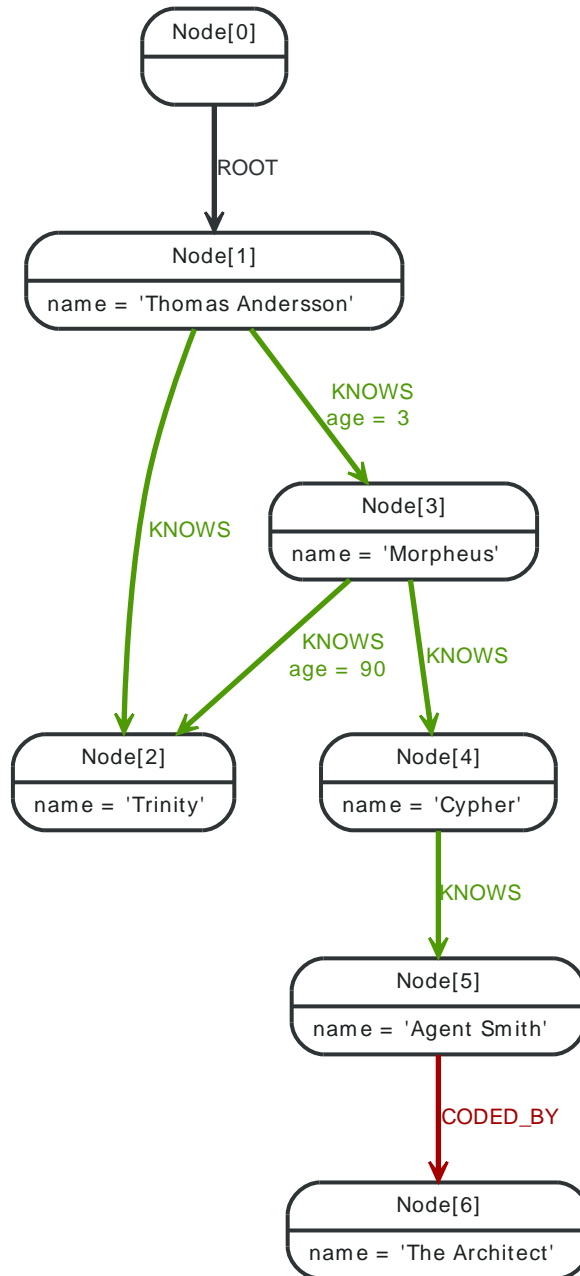 Node[0]
ROOT
Node[1]
name = 'Thomas Andersson'
KNOWS
age = 3
Node[3]
name = 'Morpheus'
KNOWS
KNOWS
age = 90
KNOWS
Node[2]
name = 'Trinity'
Node[4]
name = 'Cypher'
KNOWS
Node[5]
name = 'Agent Smith'
CODED_BY
Node[6]
name = 'The Architect'